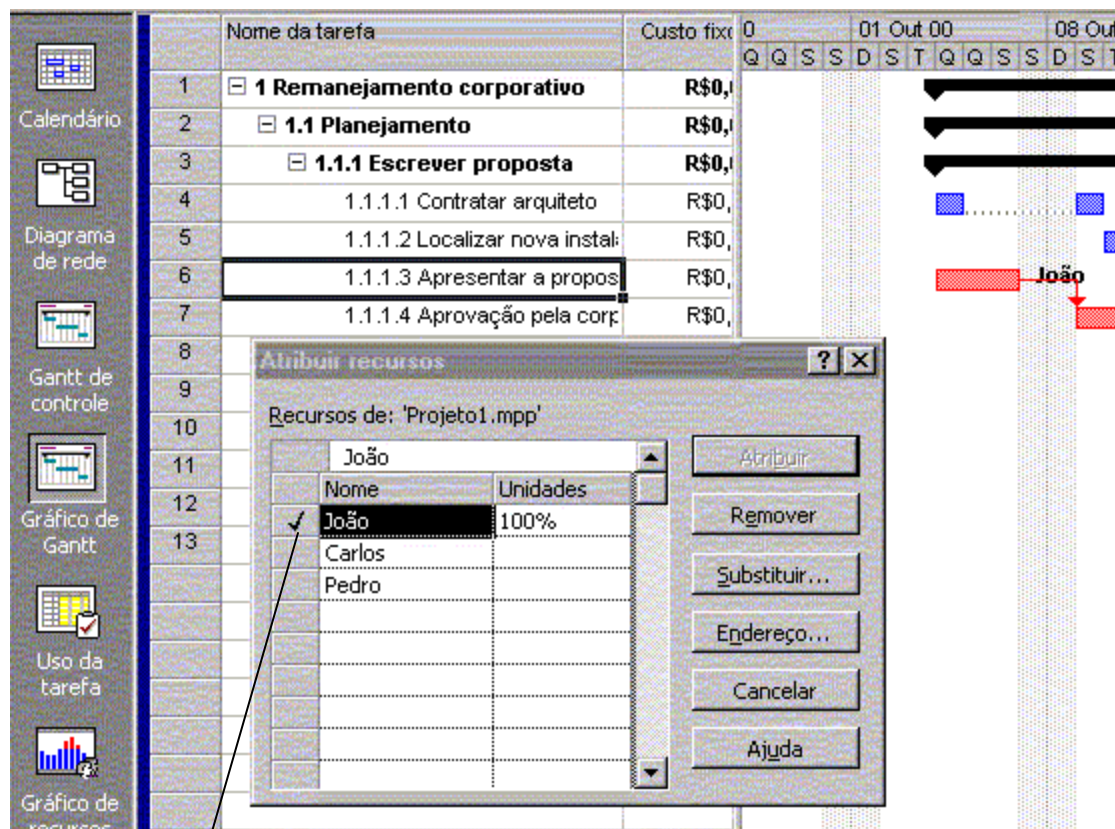 Nome da tarefa
Custo fixo
0
01 Out 00
08 Out
Q Q S S D S T Q Q S S D S T
1
1 Remanejamento corporativo
R$0,
2
1.1 Planejamento
R$0,
3
1.1.1 Escrever proposta
R$0,
4
1.1.1.1 Contratar arquiteto
R$0,
5
1.1.1.2 Localizar nova instala
R$0,
6
1.1.1.3 Apresentar a propos
R$0,
João
7
1.1.1.4 Aprovação pela corp
R$0,
8
9
10
11
12
13
Calendário
Diagrama
de rede
Gantt de
controle
Gráfico de
Gantt
Uso da
tarefa
Gráfico de
recursos
Atribuir recursos
Recursos de: 'Projeto1.mpp'
João
Nome
Unidades
João
100%
Carlos
Pedro
Atribuir
Remover
Substituir...
Endereço...
Cancelar
Ajuda